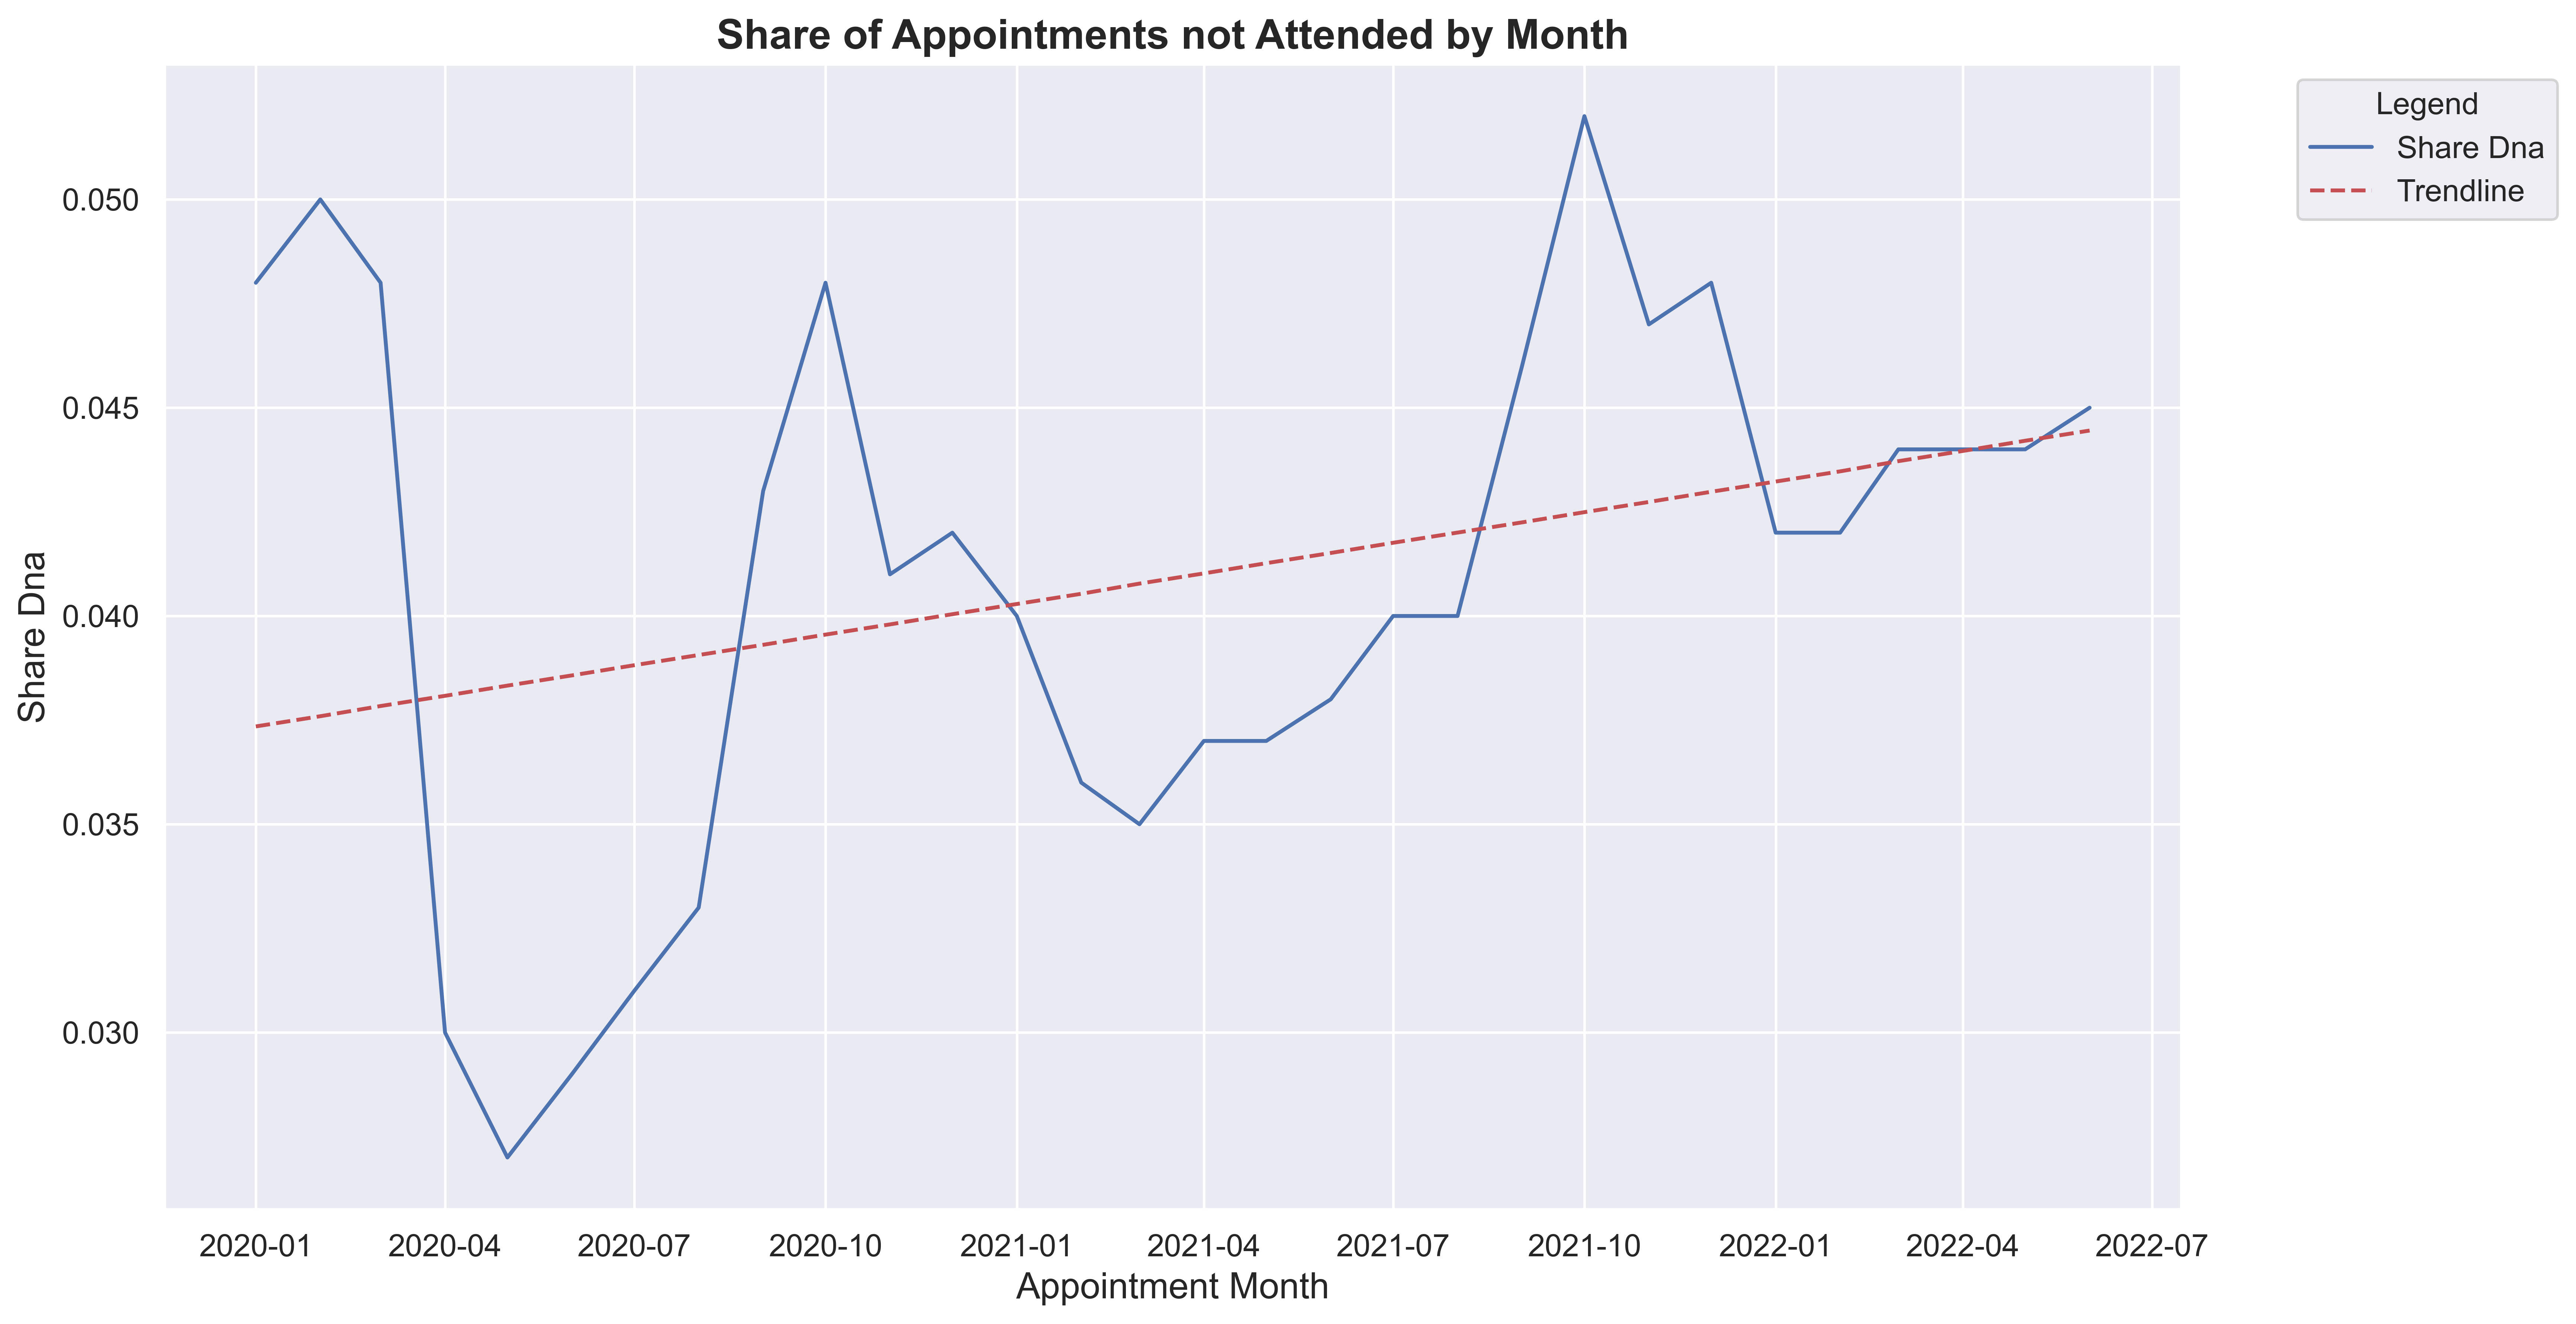 Share of Appointments not Attended by Month
Legend
Share Dna
Trendline
0.050
0.045
0.040
0.035
0.030
Share Dna
2020-01 2020-04 2020-07 2020-10 2021-01 2021-04 2021-07 2021-10 2022-01 2022-04 2022-07
Appointment Month